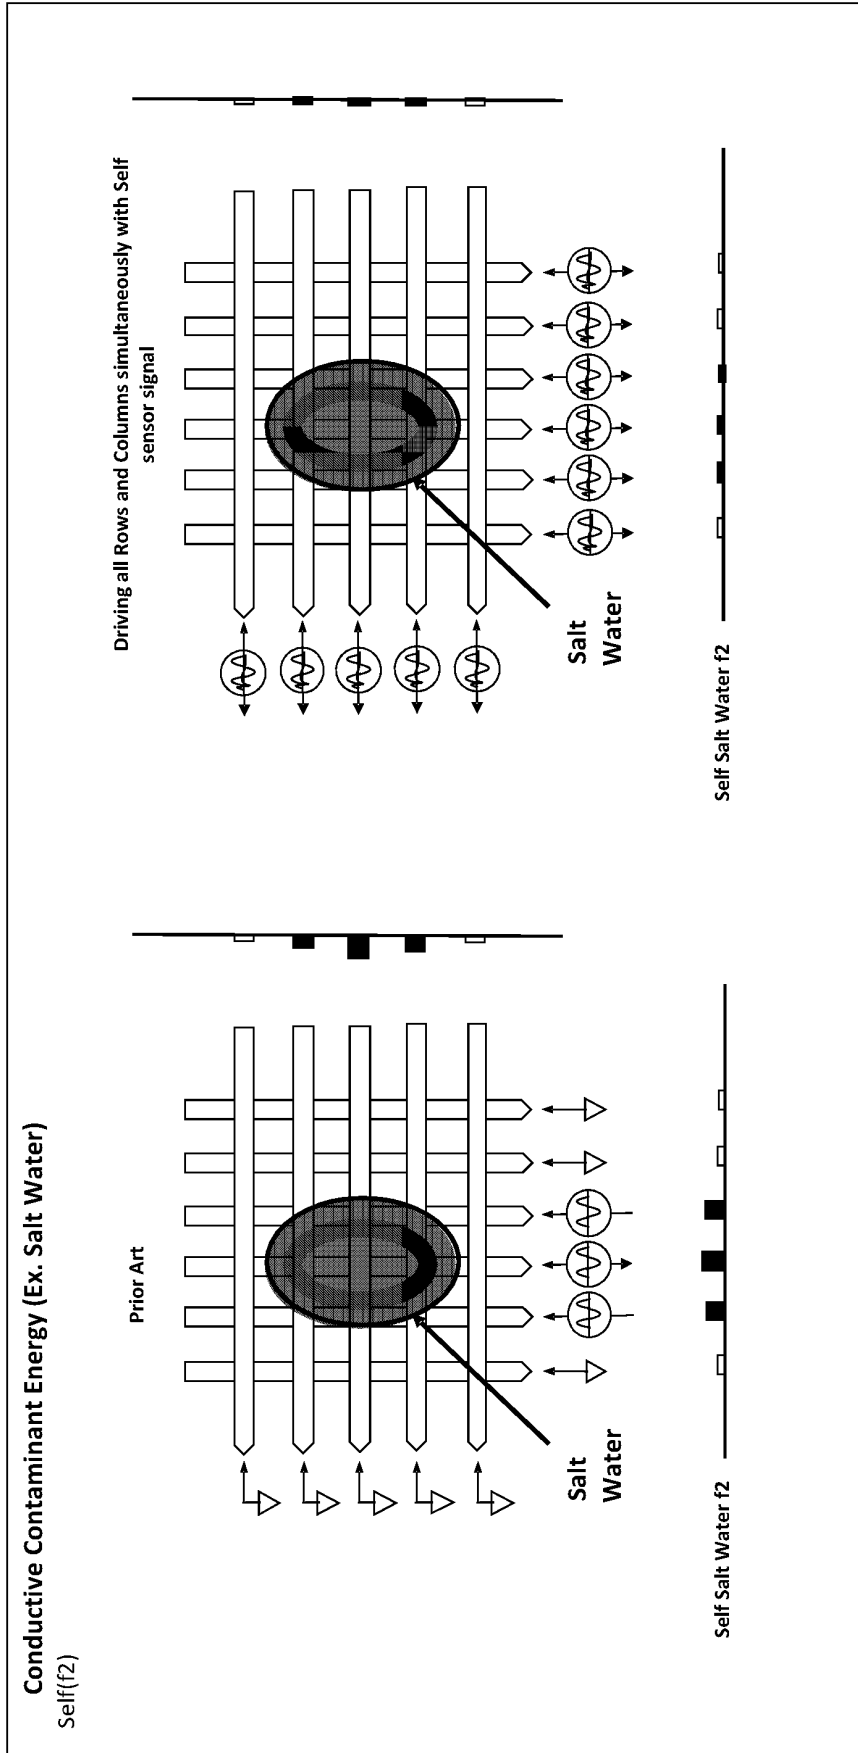 Conductive Contaminant Energy (Ex. Salt Water)
Self(f2)
Prior Art
Salt
Water
Self Salt Water f2
Driving all Rows and Columns simultaneously with Self
sensor signal
Salt
Water
Self Salt Water f2